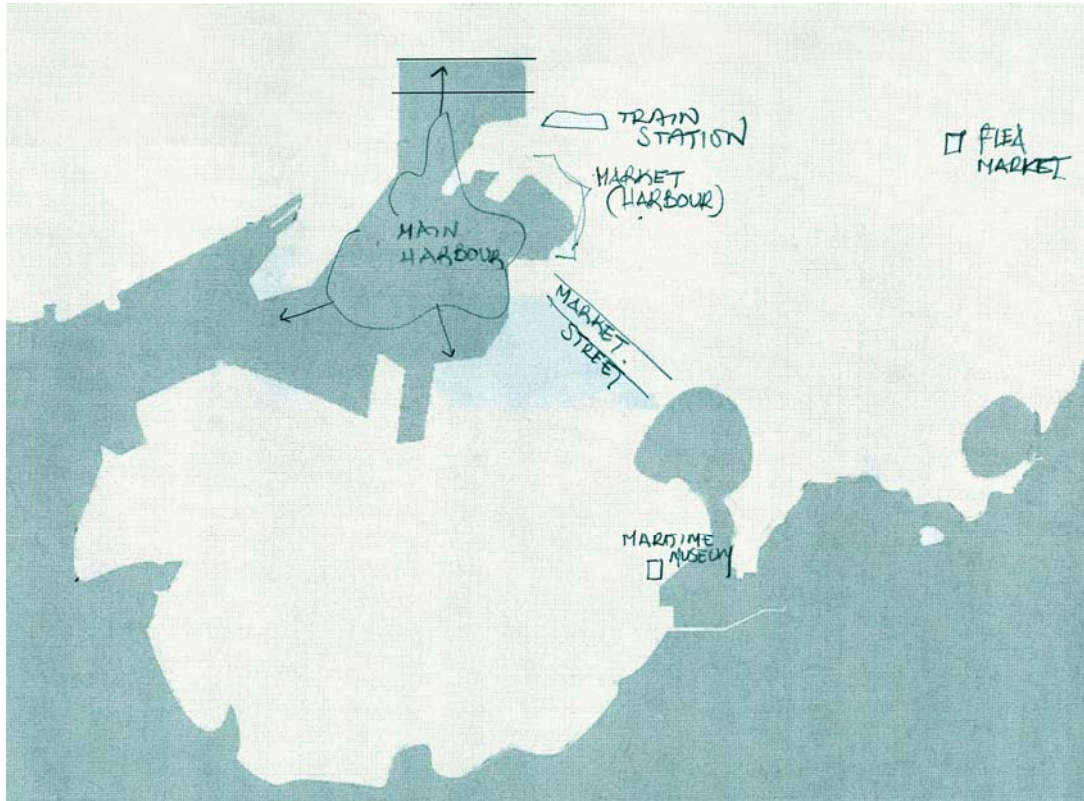 TRAIN
STATION
FLEA
MARKET
MARKET
(HARBOUR)
MAIN
HARBOUR
MARKET
STREET
MARITIME
MUSEUM